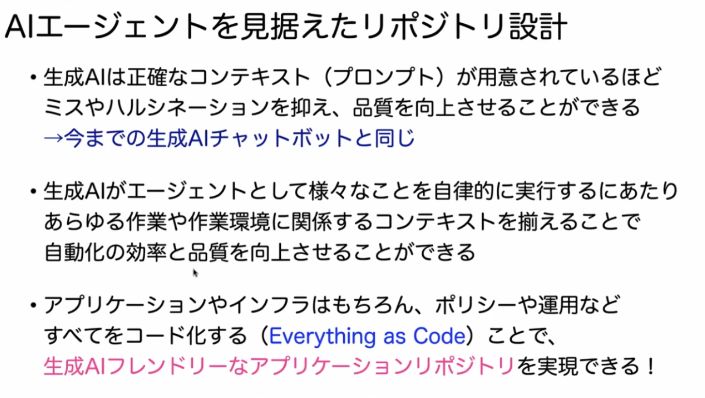 AIエージェントを見据えたリポジトリ設計
・生成AIは正確なコンテキスト（プロンプト）が用意されているほど
ミスやハルシネーションを抑え、品質を向上させることができる
→今までの生成AIチャットボットと同じ
・生成AIがエージェントとして様々なことを自律的に実行するにあたり
あらゆる作業や作業環境に関係するコンテキストを揃えることで
自動化の効率と品質を向上させることができる
・アプリケーションやインフラはもちろん、ポリシーや運用など
すべてをコード化する（Everything as Code）ことで、
生成AIフレンドリーなアプリケーションリポジトリを実現できる！